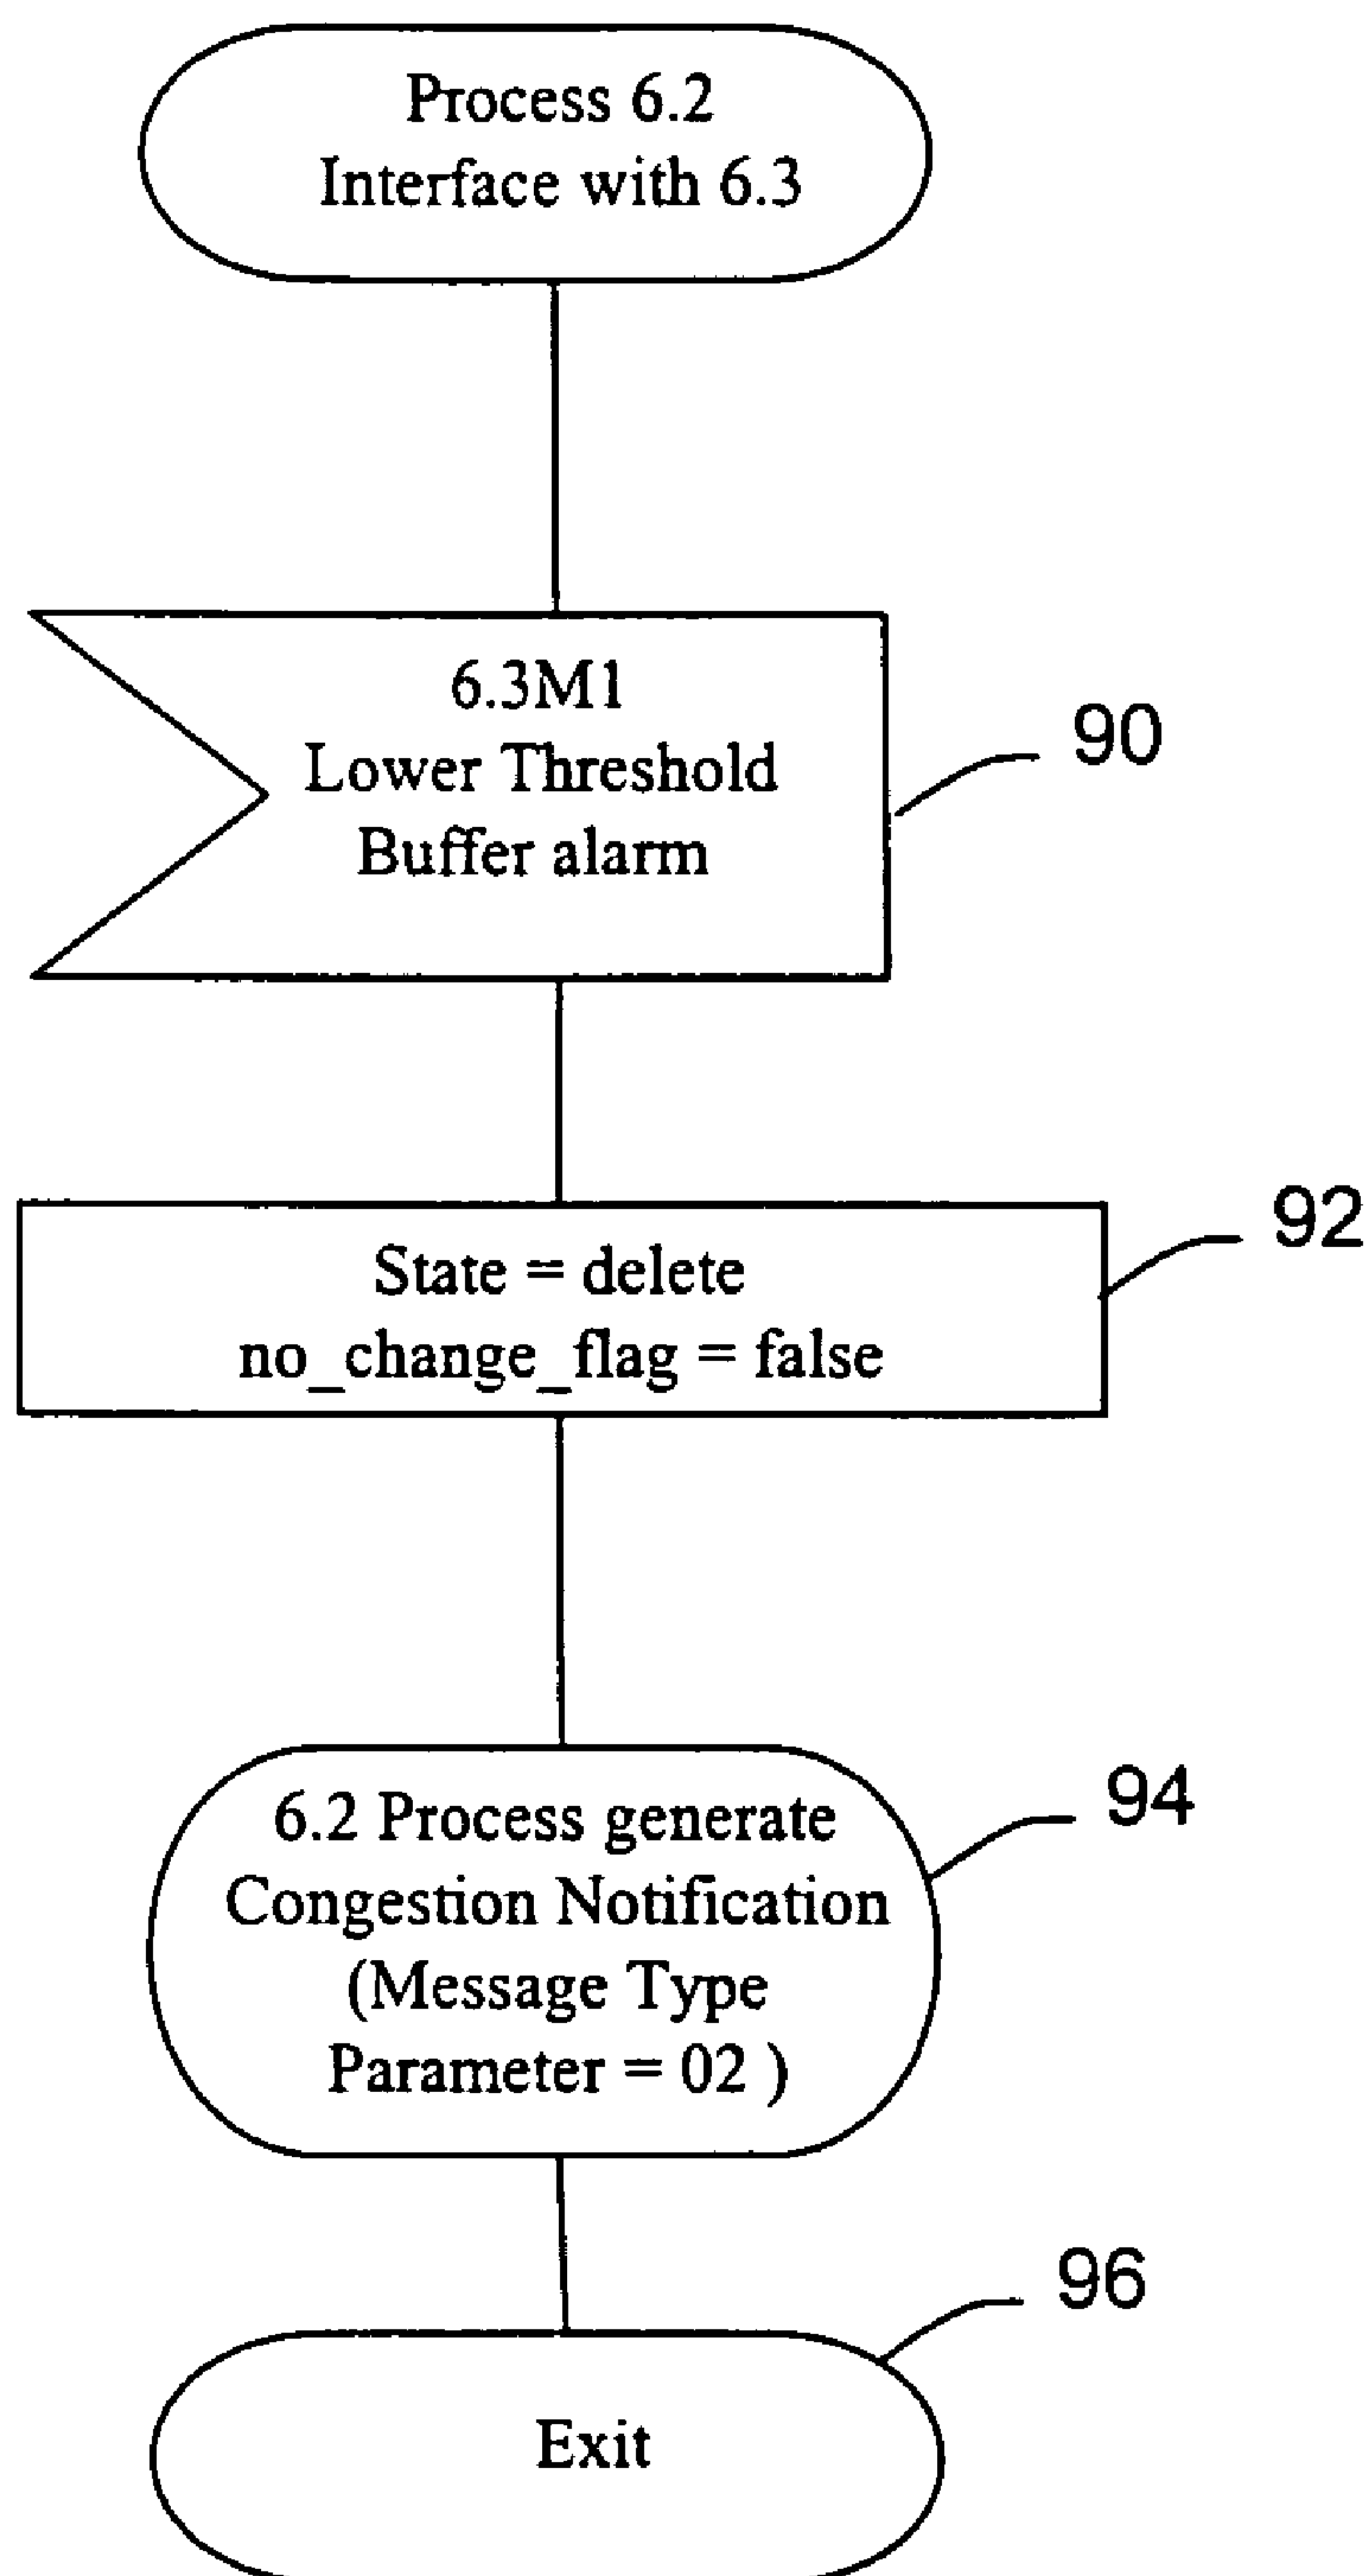 Process 6.2
Interface with 6.3
6.3M1
Lower Threshold
Buffer alarm
90
State = delete
no_change_flag = false
92
6.2 Process generate
Congestion Notification
(Message Type
Parameter = 02 )
94
Exit
96